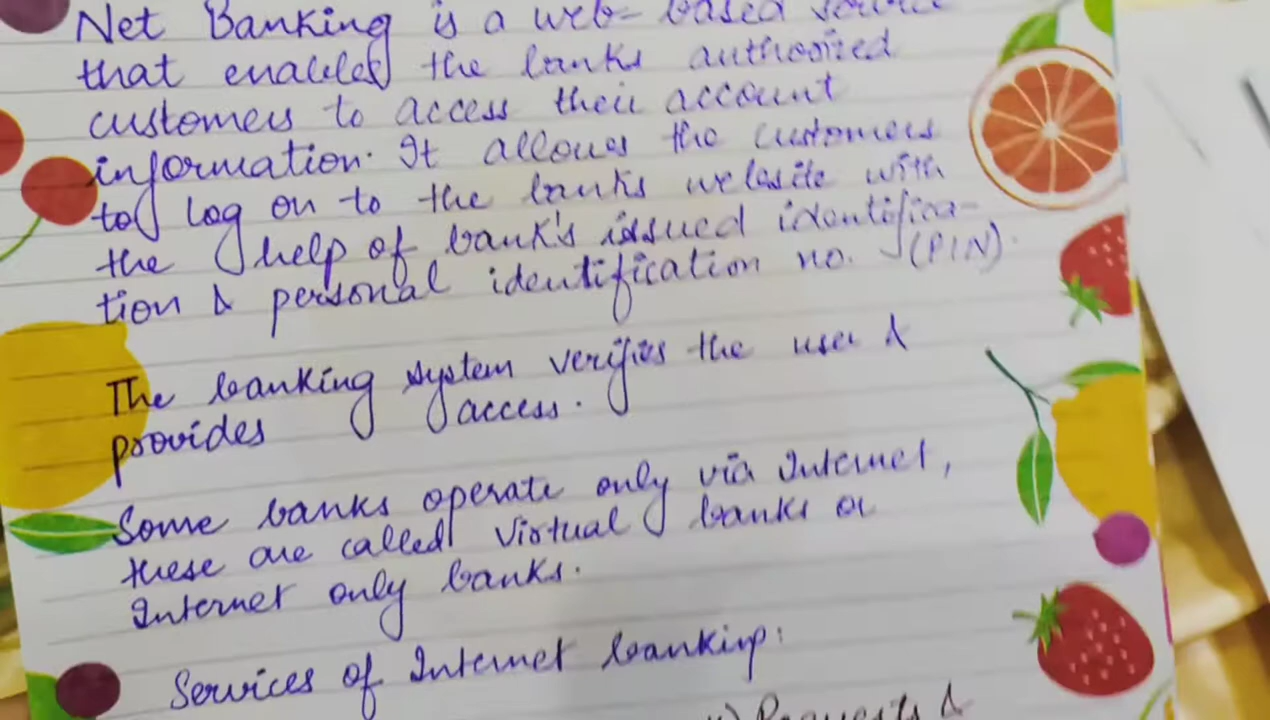 Net Banking is a web-based service
that enables the banks authorized
customers to access their account
information. It allows the customers
to log on to the banks website with
the help of bank's issued identifica-
tion & personal identification no. (PIN).
The banking system verifies the user &
provides access.
Some banks operate only via Internet,
these are called Virtual banks or
Internet only banks.
Services of Internet banking:
Requests &